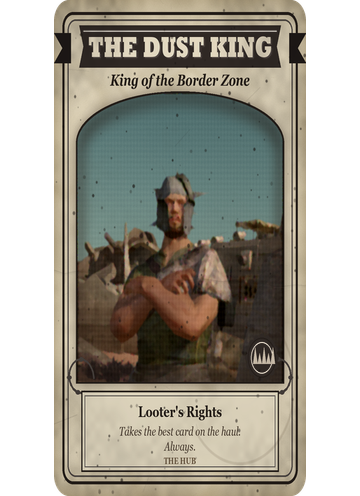 THE DUST KING
King of the Border Zone
Looter's Rights
Takes the best card on the haul.
Always.
THE HUB